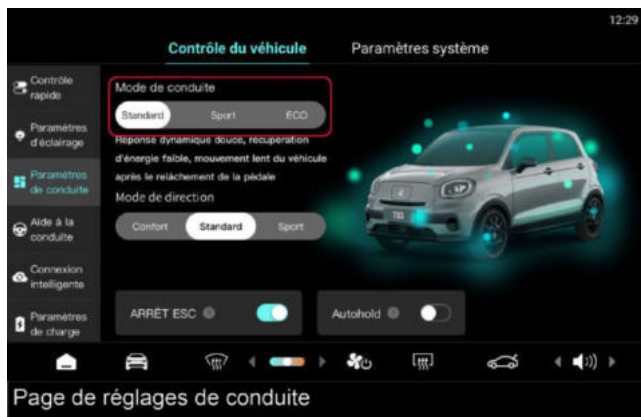 12:29
Contrôle du véhicule Paramètres système
Contrôle
rapide
Paramètres
d'éclairage
Paramètres
de conduite
Aide à la
conduite
Connexion
intelligente
Paramètres
de charge
Mode de conduite
Standard Sport ECO
Réponse dynamique douce, récupération
d'énergie faible, mouvement lent du véhicule
après le relâchement de la pédale
Mode de direction
Confort Standard Sport
ARRÊT ESC Autohold
T03
Page de réglages de conduite